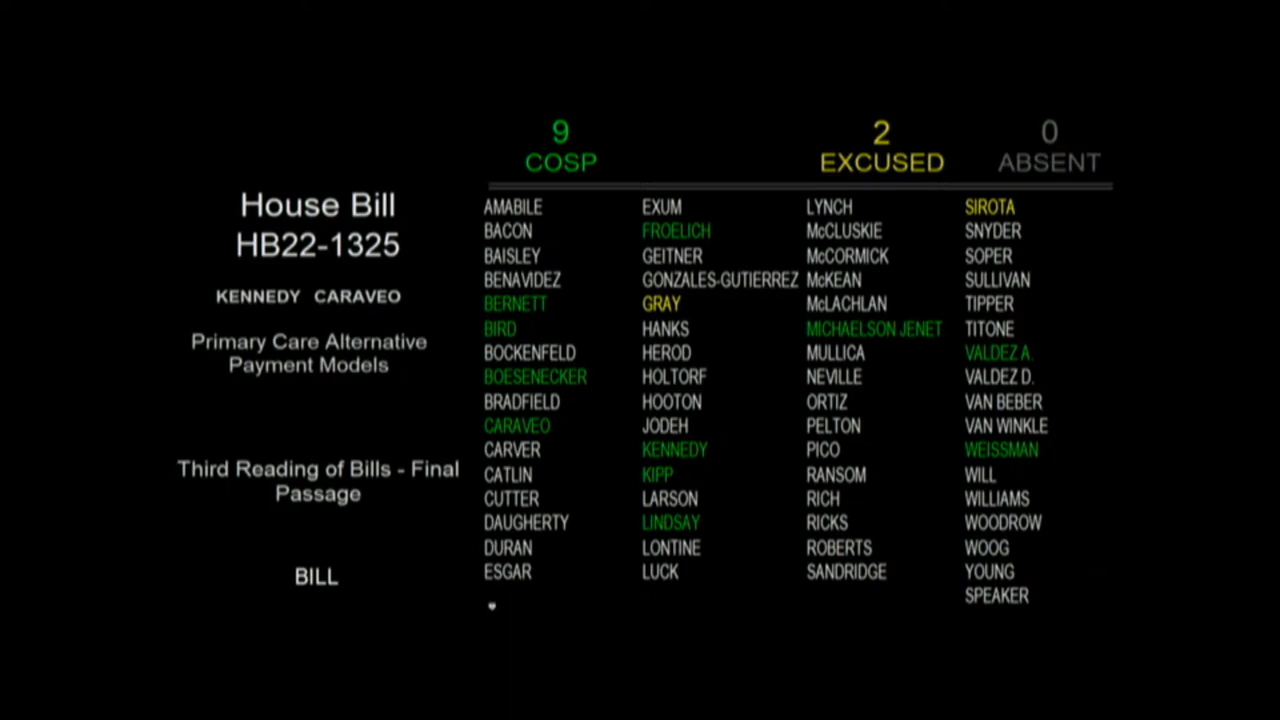 9
COSP
2
EXCUSED
0
ABSENT
House Bill
HB22-1325
KENNEDY CARAVEO
Primary Care Alternative
Payment Models
Third Reading of Bills - Final
Passage
BILL
AMABILE
BACON
BAISLEY
BENAVIDEZ
BERNETT
BIRD
BOCKENFELD
BOESENECKER
BRADFIELD
CARAVEO
CARVER
CATLIN
CUTTER
DAUGHERTY
DURAN
ESGAR
EXUM
FROELICH
GEITNER
GONZALES-GUTIERREZ
GRAY
HANKS
HEROD
HOLTORF
HOOTON
JODEH
KENNEDY
KIPP
LARSON
LINDSAY
LONTINE
LUCK
LYNCH
McCLUSKIE
McCORMICK
McKEAN
McLACHLAN
MICHAELSON JENET
MULLICA
NEVILLE
ORTIZ
PELTON
PICO
RANSOM
RICH
RICKS
ROBERTS
SANDRIDGE
SIROTA
SNYDER
SOPER
SULLIVAN
TIPPER
TITONE
VALDEZ A.
VALDEZ D.
VAN BEBER
VAN WINKLE
WEISSMAN
WILL
WILLIAMS
WOODROW
WOOG
YOUNG
SPEAKER